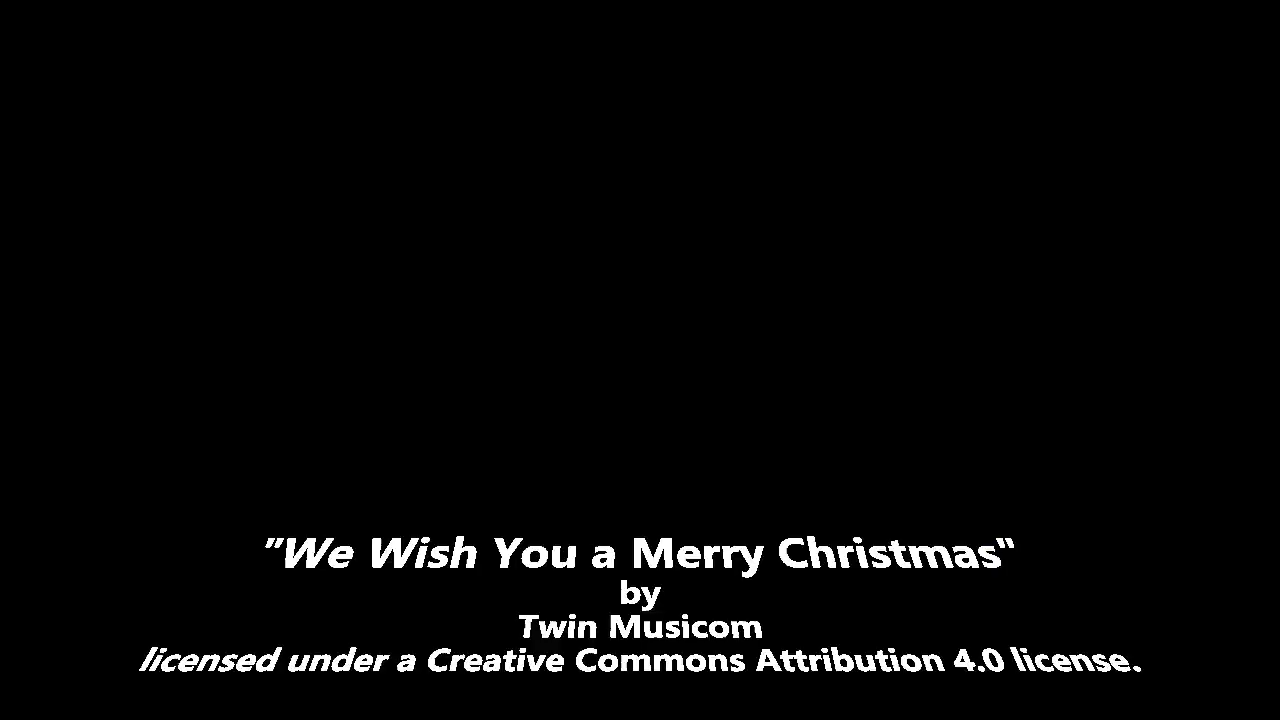 "We Wish You a Merry Christmas"
by
Twin Musicom
licensed under a Creative Commons Attribution 4.0 license.